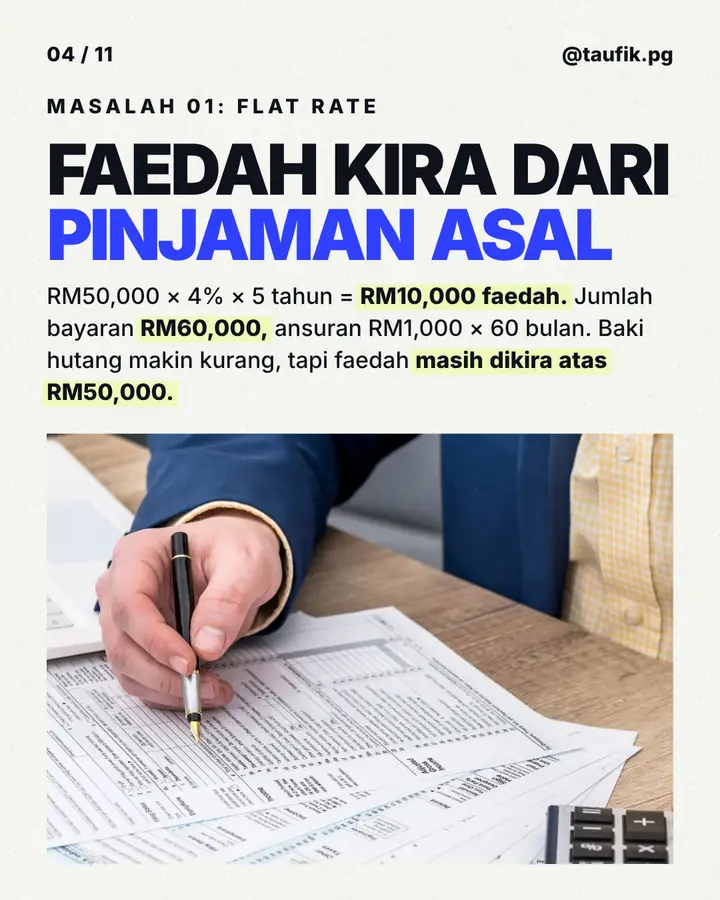 04 / 11
@taufik.pg
MASALAH 01: FLAT RATE
FAEDAH KIRA DARI
PINJAMAN ASAL
RM50,000 × 4% × 5 tahun = RM10,000 faedah. Jumlah
bayaran RM60,000, ansuran RM1,000 × 60 bulan. Baki
hutang makin kurang, tapi faedah masih dikira atas
RM50,000.